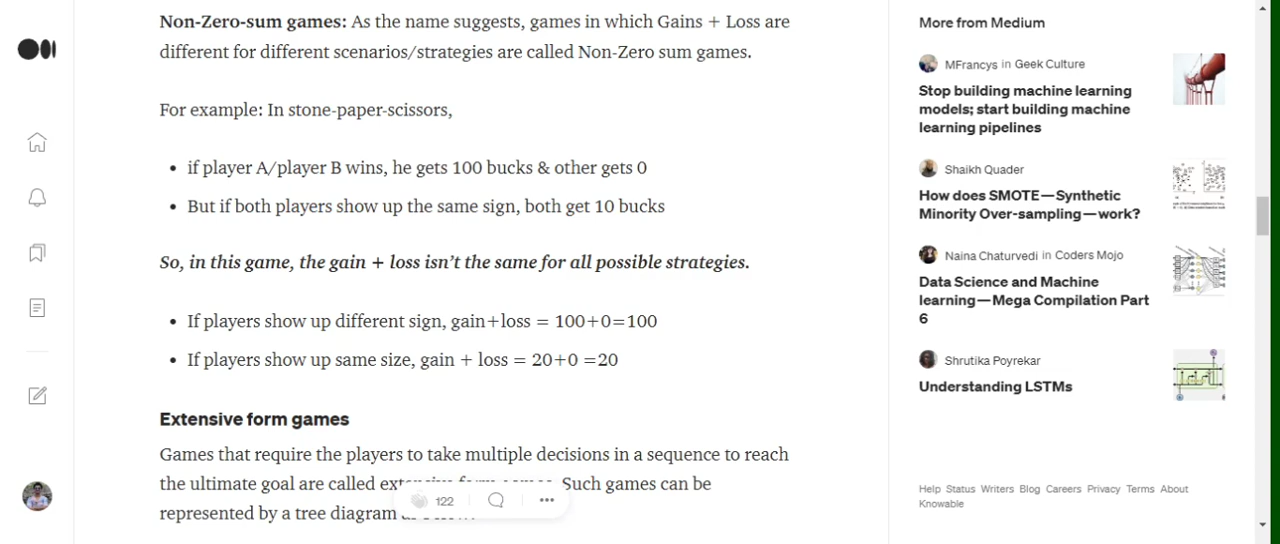 Non-Zero-sum games: As the name suggests, games in which Gains + Loss are
different for different scenarios/strategies are called Non-Zero sum games.
For example: In stone-paper-scissors,
• if player A/player B wins, he gets 100 bucks & other gets 0
• But if both players show up the same sign, both get 10 bucks
So, in this game, the gain + loss isn't the same for all possible strategies.
• If players show up different sign, gain+loss = 100+0=100
• If players show up same size, gain + loss = 20+0 =20
Extensive form games
Games that require the players to take multiple decisions in a sequence to reach
the ultimate goal are called Such games can be
represented by a tree diagram
122
More from Medium
MFrancys in Geek Culture
Stop building machine learning
models; start building machine
learning pipelines
Shaikh Quader
How does SMOTE—Synthetic
Minority Over-sampling—work?
Naina Chaturvedi in Coders Mojo
Data Science and Machine
learning—Mega Compilation Part
6
Shrutika Poyrekar
Understanding LSTMs
Help Status Writers Blog Careers Privacy Terms About
Knowable